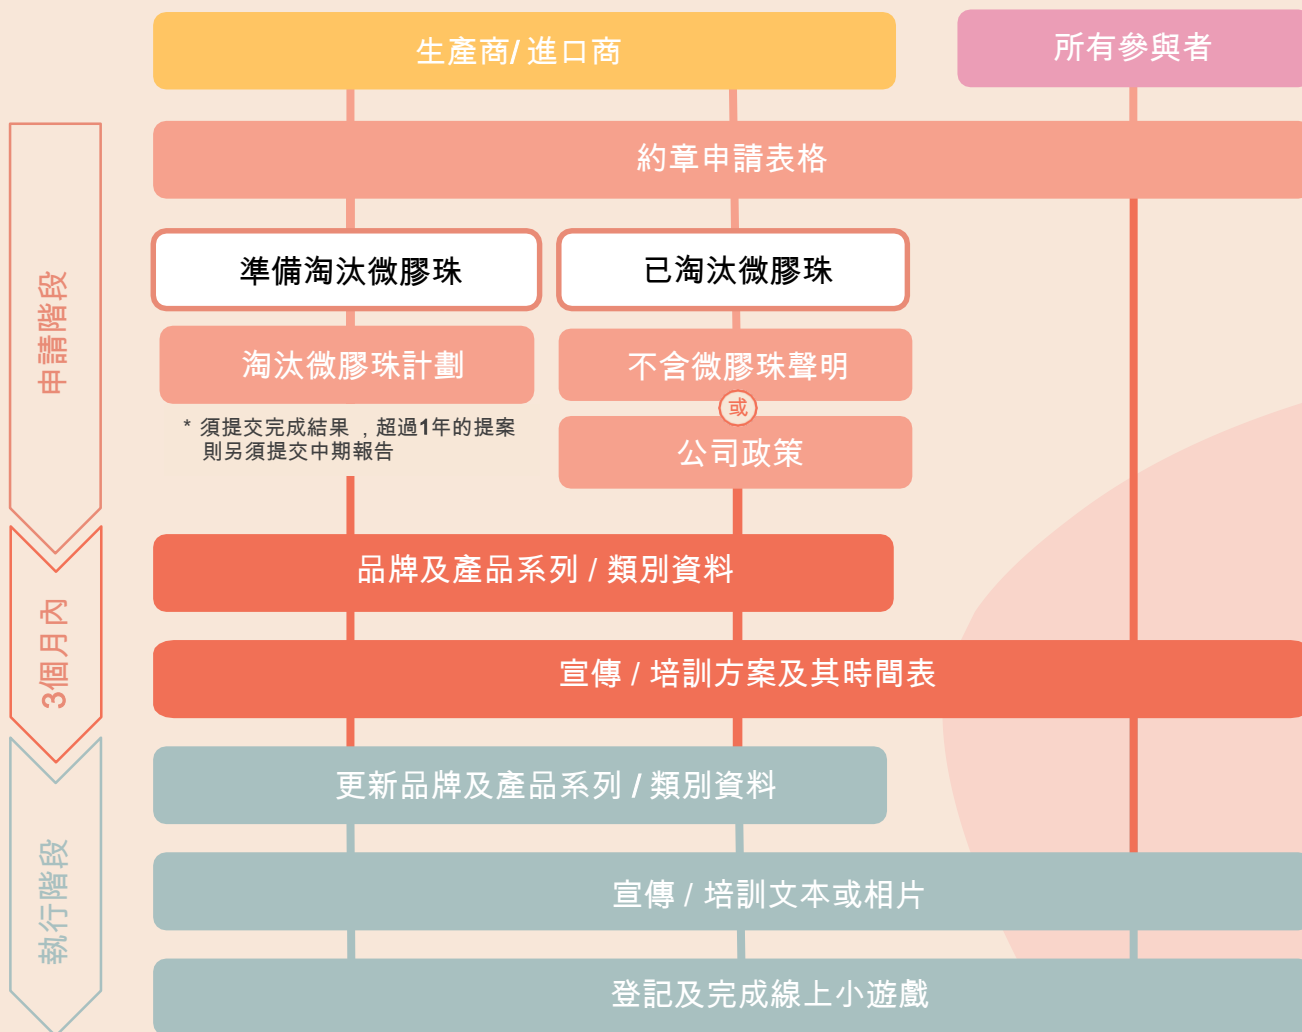 生產商/ 進口商
所有參與者
約章申請表格
準備淘汰微膠珠
已淘汰微膠珠
申請階段
淘汰微膠珠計劃
不含微膠珠聲明
或
* 須提交完成結果 , 超過1年的提案
則另須提交中期報告
公司政策
品牌及產品系列 / 類別資料
3個月內
宣傳 / 培訓方案及其時間表
更新品牌及產品系列 / 類別資料
執行階段
宣傳 / 培訓文本或相片
登記及完成線上小遊戲